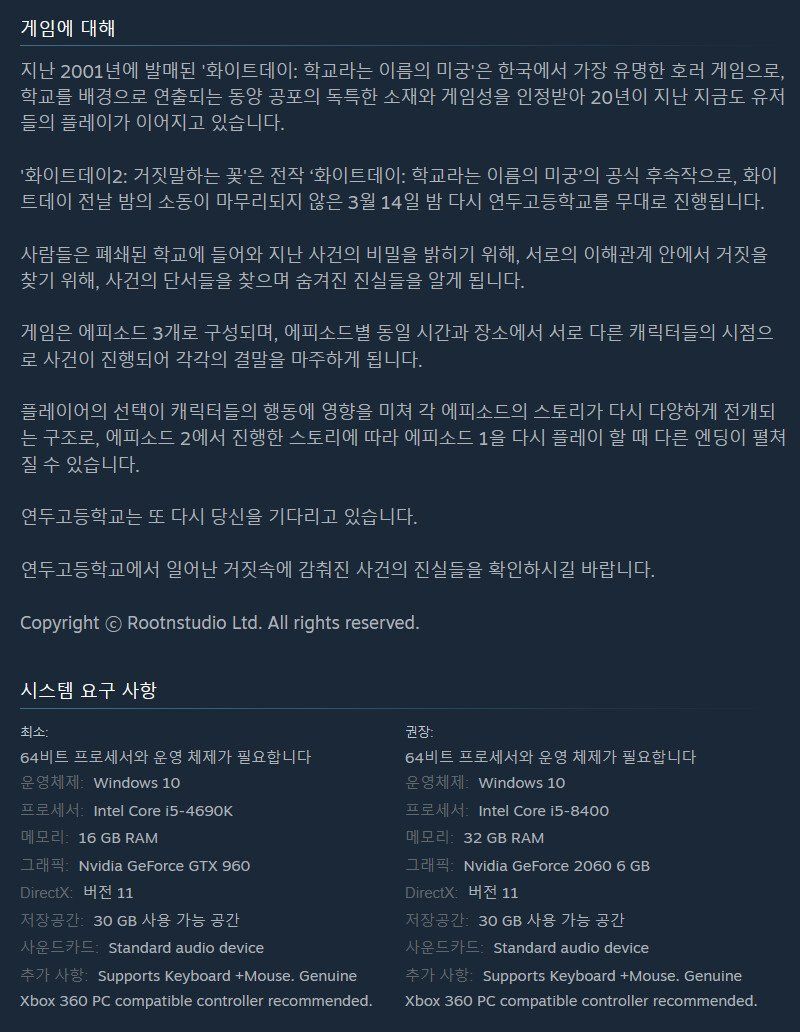 게임에 대해
지난 2001년에 발매된 '화이트데이: 학교라는 이름의 미궁'은 한국에서 가장 유명한 호러 게임으로,
학교를 배경으로 연출되는 동양 공포의 독특한 소재와 게임성을 인정받아 20년이 지난 지금도 유저
들의 플레이가 이어지고 있습니다.
'화이트데이2: 거짓말하는 꽃'은 전작 ‘화이트데이: 학교라는 이름의 미궁’의 공식 후속작으로, 화이
트데이 전날 밤의 소동이 마무리되지 않은 3월 14일 밤 다시 연두고등학교를 무대로 진행됩니다.
사람들은 폐쇄된 학교에 들어와 지난 사건의 비밀을 밝히기 위해, 서로의 이해관계 안에서 거짓을
찾기 위해, 사건의 단서들을 찾으며 숨겨진 진실들을 알게 됩니다.
게임은 에피소드 3개로 구성되며, 에피소드별 동일 시간과 장소에서 서로 다른 캐릭터들의 시점으
로 사건이 진행되어 각각의 결말을 마주하게 됩니다.
플레이어의 선택이 캐릭터들의 행동에 영향을 미쳐 각 에피소드의 스토리가 다시 다양하게 전개되
는 구조로, 에피소드 2에서 진행한 스토리에 따라 에피소드 1을 다시 플레이 할 때 다른 엔딩이 펼쳐
질 수 있습니다.
연두고등학교는 또 다시 당신을 기다리고 있습니다.
연두고등학교에서 일어난 거짓속에 감춰진 사건의 진실들을 확인하시길 바랍니다.
Copyright ⓒ Rootnstudio Ltd. All rights reserved.
시스템 요구 사항
최소:
64비트 프로세서와 운영 체제가 필요합니다
운영체제: Windows 10
프로세서: Intel Core i5-4690K
메모리: 16 GB RAM
그래픽: Nvidia GeForce GTX 960
DirectX: 버전 11
저장공간: 30 GB 사용 가능 공간
사운드카드: Standard audio device
추가 사항: Supports Keyboard +Mouse. Genuine
Xbox 360 PC compatible controller recommended.
권장:
64비트 프로세서와 운영 체제가 필요합니다
운영체제: Windows 10
프로세서: Intel Core i5-8400
메모리: 32 GB RAM
그래픽: Nvidia GeForce 2060 6 GB
DirectX: 버전 11
저장공간: 30 GB 사용 가능 공간
사운드카드: Standard audio device
추가 사항: Supports Keyboard +Mouse. Genuine
Xbox 360 PC compatible controller recommended.